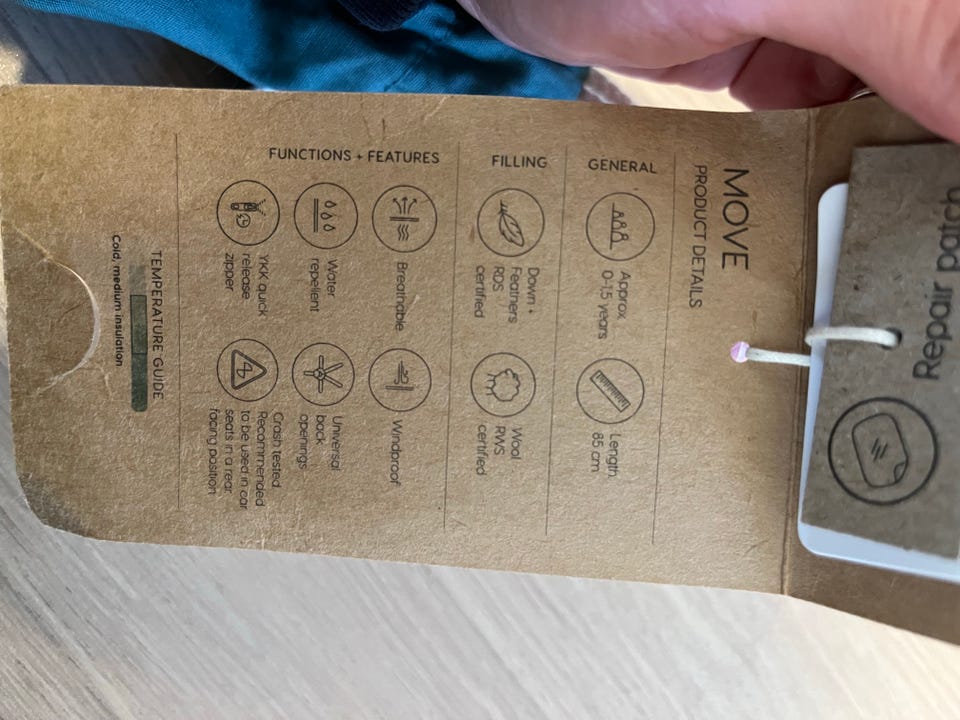 MOVE
PRODUCT DETAILS
GENERAL
Approx
0-1,5 years
Length
85 cm
FILLING
Down +
Feathers
RDS
certified
Wool
RWS
certified
FUNCTIONS + FEATURES
Breathable
Windproof
Water
repellent
Universal
back
openings
YKK quick
release
zipper
Crash tested
Recommended
to be used in car
seats in a rear
facing position
TEMPERATURE GUIDE
Cold, medium insulation
Repair patch